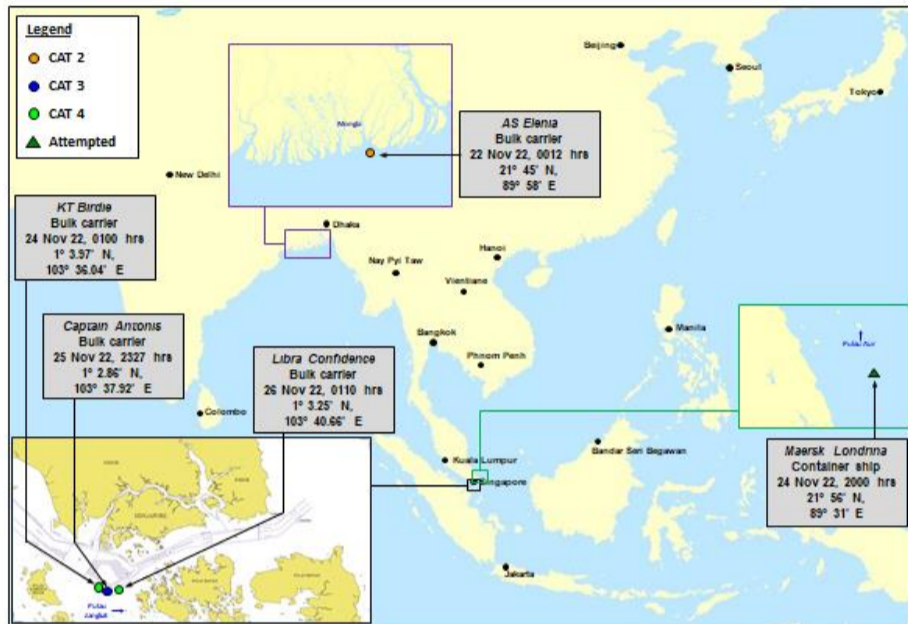 Legend
CAT 2
CAT 3
CAT 4
Attempted
Beijing
Seoul
Tokyo
Mongla
AS Elenia
Bulk carrier
22 Nov 22, 0012 hrs
21° 45' N,
89° 58' E
New Delhi
KT Birdie
Bulk carrier
24 Nov 22, 0100 hrs
1° 3.97' N,
103° 36.04' E
Dhaka
Hanoi
Nay Pyi Taw
Vientiane
Captain Antonis
Bulk carrier
25 Nov 22, 2327 hrs
1° 2.86' N,
103° 37.92' E
Libra Confidence
Bulk carrier
26 Nov 22, 0110 hrs
1° 3.25' N,
103° 40.66' E
Bangkok
Manila
Phnom Penh
Colombo
Kuala Lumpur
Bandar Seri Begawan
Singapore
Maersk Londrina
Container ship
24 Nov 22, 2000 hrs
21° 56' N,
89° 31' E
Jakarta
Pulau